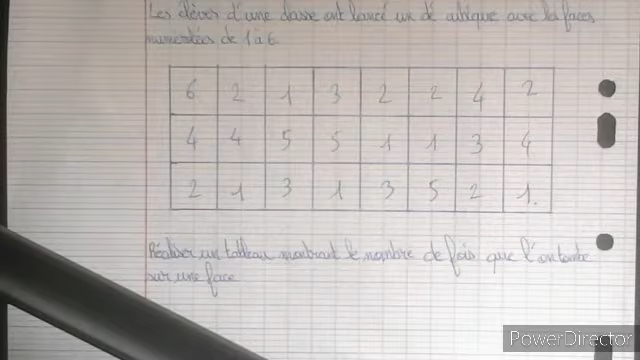 Les élèves d'une classe ont lancé un dé cubique avec les faces
numérotées de 1 à 6
6 2 1 3 2 2 4 2
4 4 5 5 1 1 3 4
2 1 3 1 3 5 2 1.
Réaliser un tableau montrant le nombre de fois que l'on tombe
sur une face
PowerDirector